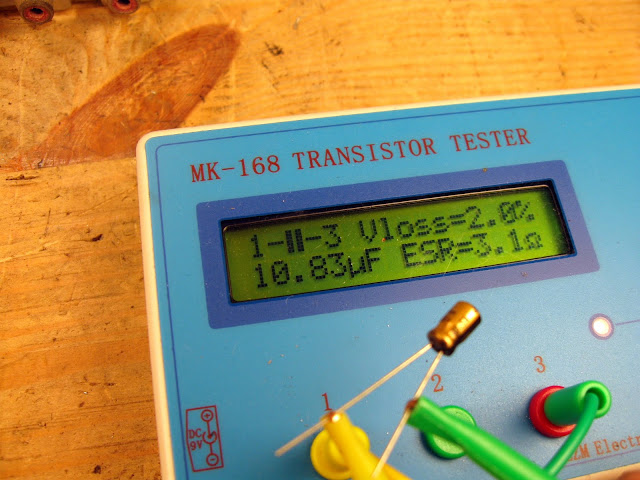 MK-168 TRANSISTOR TESTER
1-||-3 Vloss=2.0%
10.83µF ESR=3.1Ω
1
2
3
DC
9V